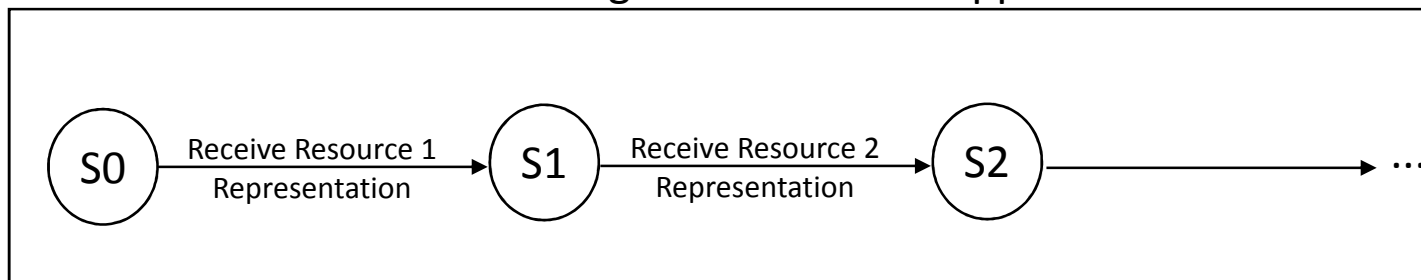 S0
Receive Resource 1
Representation
S1
Receive Resource 2
Representation
S2
...